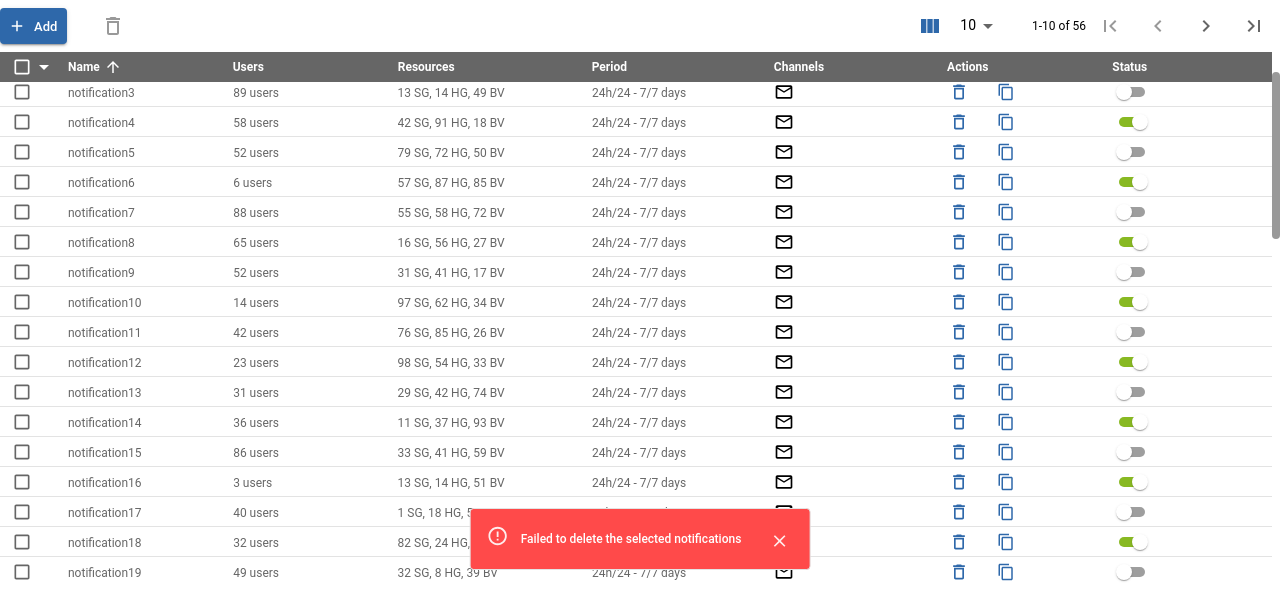 Add 10 1-10 of 56
Name Users Resources Period Channels Actions Status
notification3 89 users 13 SG, 14 HG, 49 BV 24h/24 - 7/7 days
notification4 58 users 42 SG, 91 HG, 18 BV 24h/24 - 7/7 days
notification5 52 users 79 SG, 72 HG, 50 BV 24h/24 - 7/7 days
notification6 6 users 57 SG, 87 HG, 85 BV 24h/24 - 7/7 days
notification7 88 users 55 SG, 58 HG, 72 BV 24h/24 - 7/7 days
notification8 65 users 16 SG, 56 HG, 27 BV 24h/24 - 7/7 days
notification9 52 users 31 SG, 41 HG, 17 BV 24h/24 - 7/7 days
notification10 14 users 97 SG, 62 HG, 34 BV 24h/24 - 7/7 days
notification11 42 users 76 SG, 85 HG, 26 BV 24h/24 - 7/7 days
notification12 23 users 98 SG, 54 HG, 33 BV 24h/24 - 7/7 days
notification13 31 users 29 SG, 42 HG, 74 BV 24h/24 - 7/7 days
notification14 36 users 11 SG, 37 HG, 93 BV 24h/24 - 7/7 days
notification15 86 users 33 SG, 41 HG, 59 BV 24h/24 - 7/7 days
notification16 3 users 13 SG, 14 HG, 51 BV 24h/24 - 7/7 days
notification17 40 users 1 SG, 18 HG,
notification18 32 users 82 SG, 24 HG,
Failed to delete the selected notifications
notification19 49 users 32 SG, 8 HG, 39 BV 24h/24 - 7/7 days